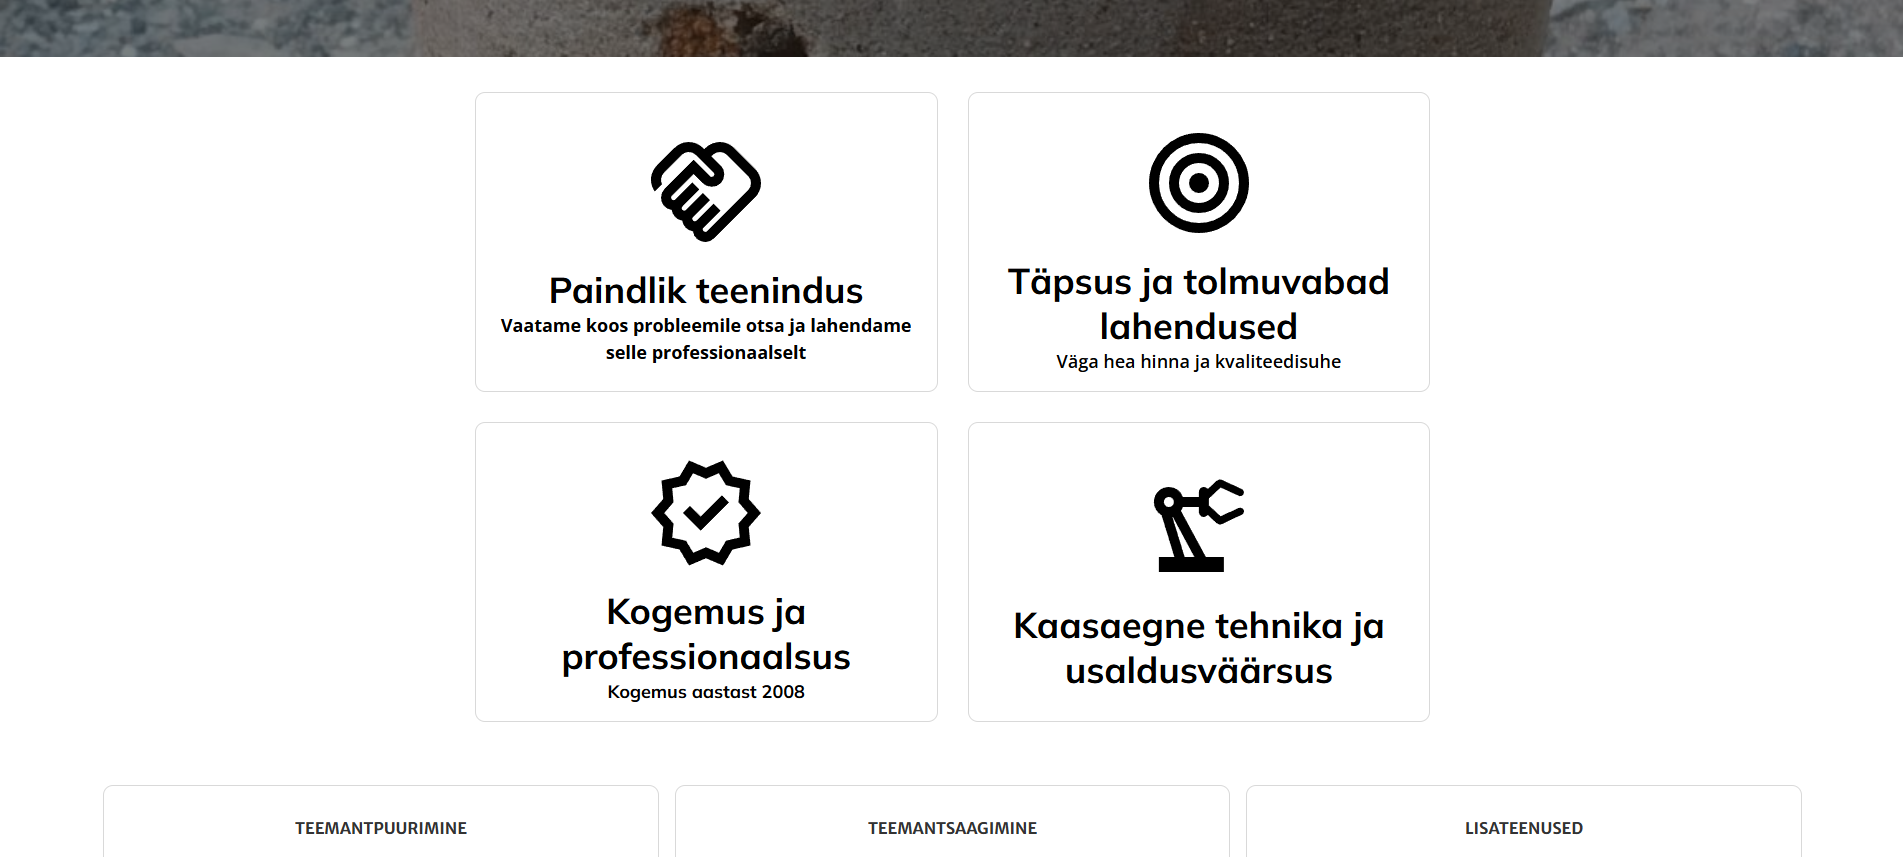 Paindlik teenindus
Vaatame koos probleemile otsa ja lahendame
selle professionaalselt
Täpsus ja tolmuvabad
lahendused
Väga hea hinna ja kvaliteedisuhe
Kogemus ja
professionaalsus
Kogemus aastast 2008
Kaasaegne tehnika ja
usaldusväärsus
TEEMANTPUURIMINE
TEEMANTSAAGIMINE
LISATEENUSED